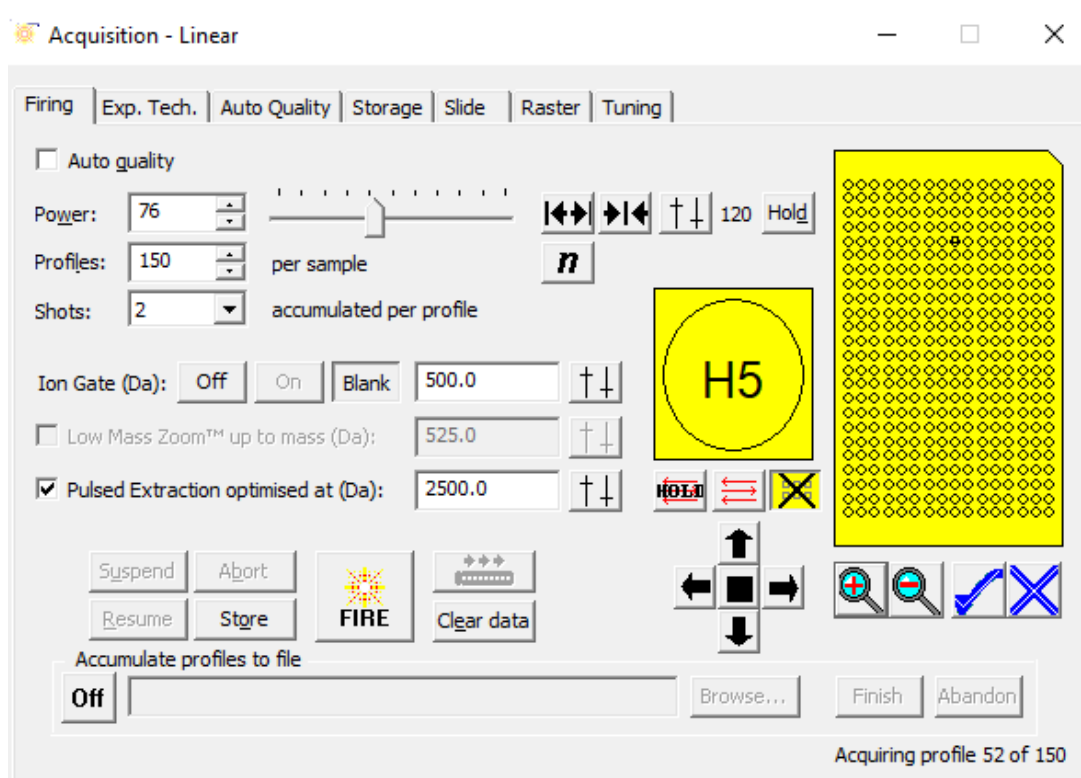 Acquisition - Linear
Firing Exp. Tech. Auto Quality Storage Slide Raster Tuning
Auto quality
Power: 76 120 Hold
Profiles: 150 per sample n
Shots: 2 accumulated per profile
H5
Ion Gate (Da): Off On Blank 500.0
Low Mass Zoom™ up to mass (Da): 525.0
Pulsed Extraction optimised at (Da): 2500.0 HOLD
Suspend Abort
Resume Store FIRE Clear data
Accumulate profiles to file
Off Browse... Finish Abandon
Acquiring profile 52 of 150